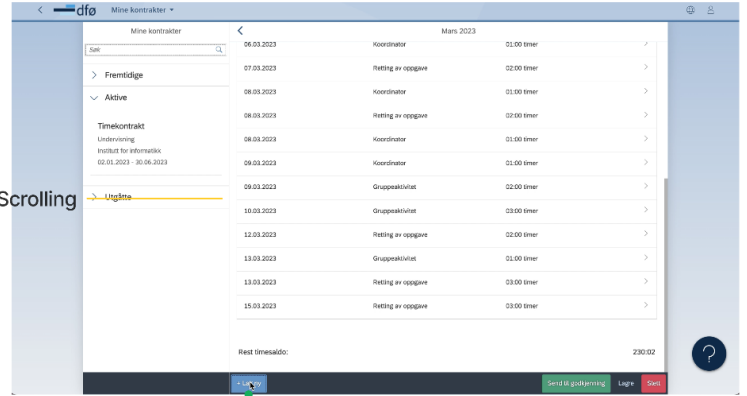 dfø Mine kontrakter
Mine kontrakter
Søk
Fremtidige
Aktive
Timekontrakt
Undervisning
Institutt for informatikk
02.01.2023 - 30.06.2023
Utgåtte
Scrolling
Mars 2023
06.03.2023 Koordinator 01:00 timer
07.03.2023 Retting av oppgave 02:00 timer
08.03.2023 Koordinator 01:00 timer
08.03.2023 Retting av oppgave 02:00 timer
08.03.2023 Koordinator 01:00 timer
09.03.2023 Koordinator 01:00 timer
09.03.2023 Gruppeaktivitet 02:00 timer
10.03.2023 Gruppeaktivitet 03:00 timer
12.03.2023 Retting av oppgave 02:00 timer
13.03.2023 Gruppeaktivitet 01:00 timer
13.03.2023 Retting av oppgave 03:00 timer
15.03.2023 Retting av oppgave 03:00 timer
Rest timesaldo: 230:02
?
+ ny Send til godkjenning Lagre Slett